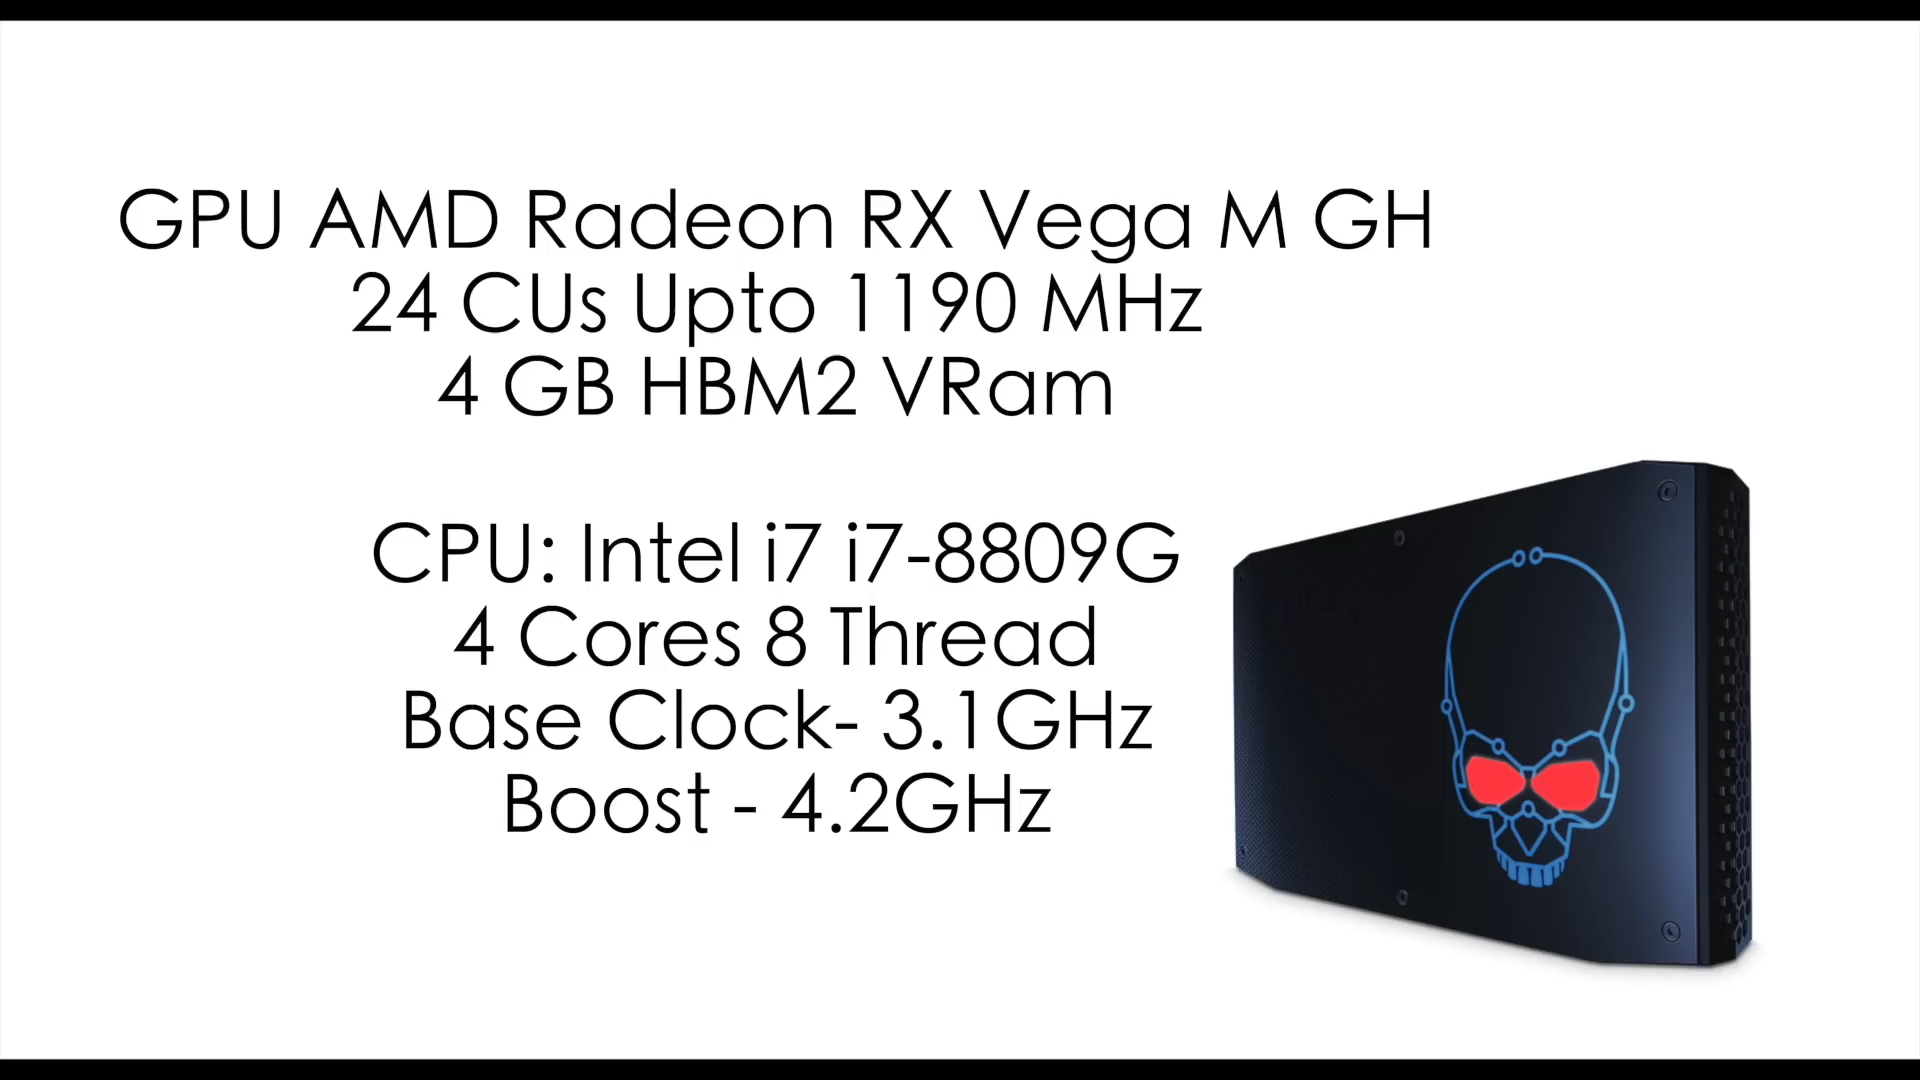 GPU AMD Radeon RX Vega M GH
24 CUs Upto 1190 MHz
4 GB HBM2 VRam
CPU: Intel i7 i7-8809G
4 Cores 8 Thread
Base Clock- 3.1GHz
Boost - 4.2GHz